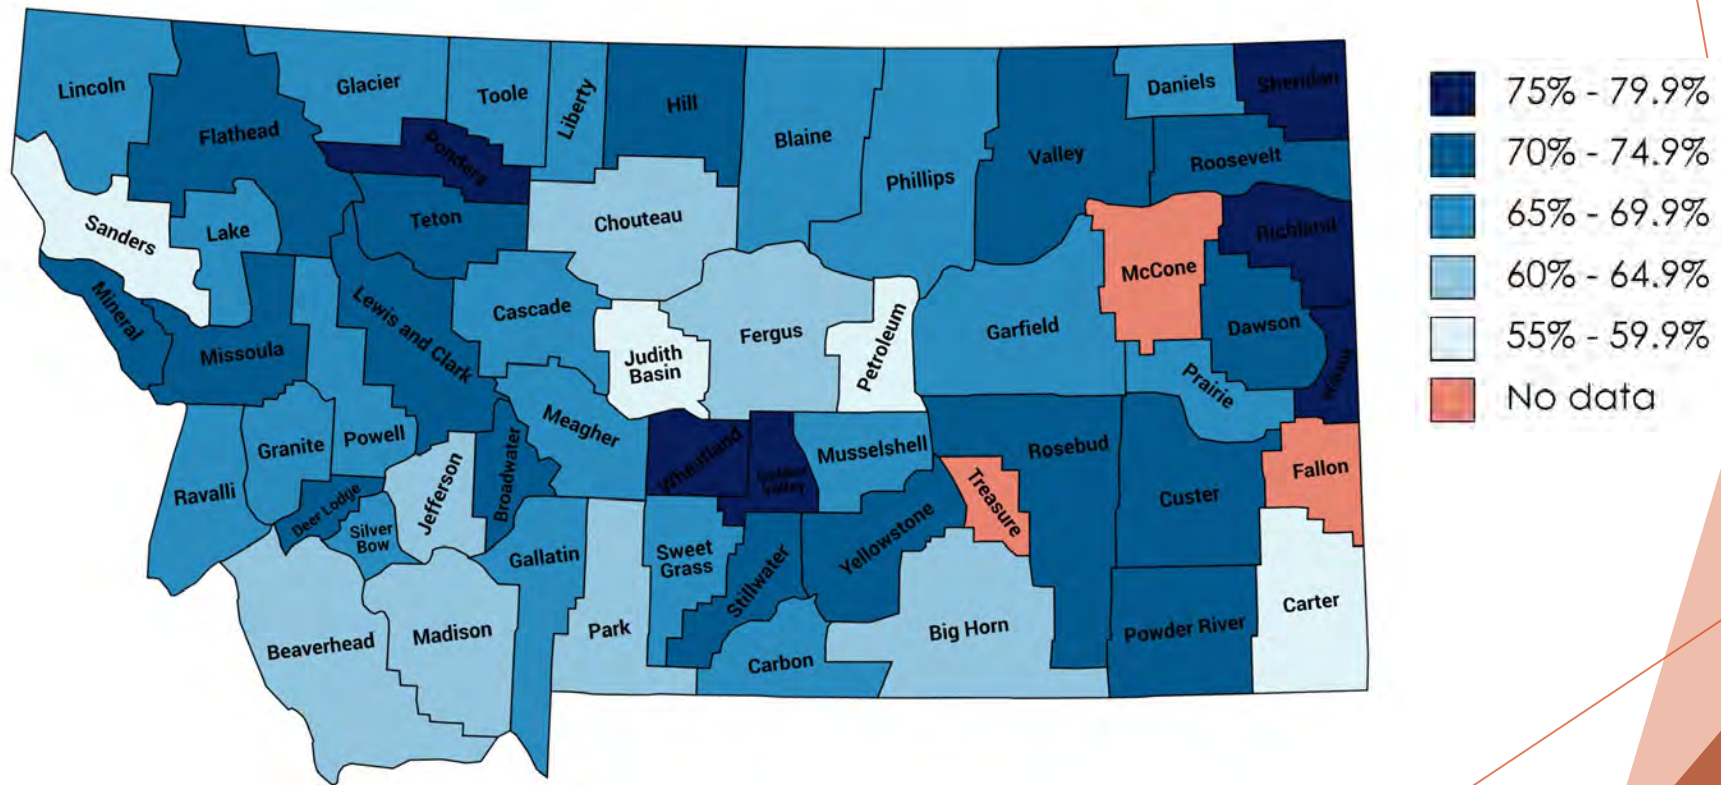 Lincoln
Flathead
Glacier
Toole
Liberty
Hill
Blaine
Phillips
Valley
Daniels
Sheridan
Roosevelt
Pondera
Teton
Chouteau
Sanders
Lake
Mineral
Missoula
Lewis and Clark
Cascade
Judith
Basin
Fergus
Petroleum
Garfield
McCone
Richland
Dawson
Wibaux
Prairie
Ravalli
Granite
Powell
Deer Lodge
Silver
Bow
Jefferson
Broadwater
Meagher
Wheatland
Golden
Valley
Musselshell
Rosebud
Treasure
Custer
Fallon
Beaverhead
Madison
Gallatin
Park
Sweet
Grass
Stillwater
Yellowstone
Carbon
Big Horn
Powder River
Carter
75% - 79.9%
70% - 74.9%
65% - 69.9%
60% - 64.9%
55% - 59.9%
No data